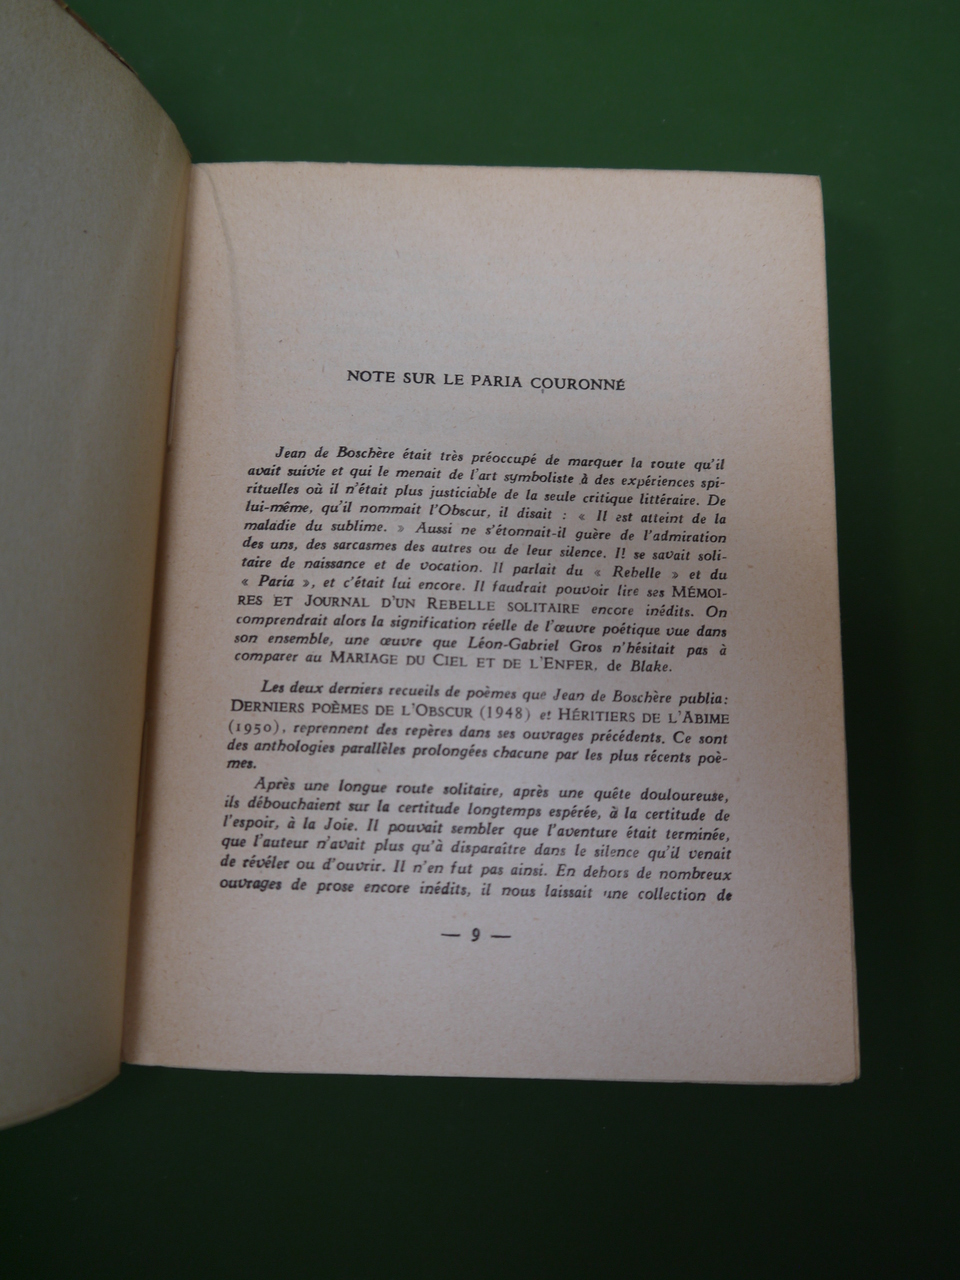 NOTE SUR LE PARIA COURONNÉ
Jean de Boschère était très préoccupé de marquer la route qu'il
avait suivie et qui le menait de l'art symboliste à des expériences spi-
rituelles où il n'était plus justiciable de la seule critique littéraire. De
lui-même, qu'il nommait l'Obscur, il disait : « Il est atteint de la
maladie du sublime. » Aussi ne s'étonnait-il guère de l'admiration
des uns, des sarcasmes des autres ou de leur silence. Il se savait soli-
taire de naissance et de vocation. Il parlait du « Rebelle » et du
« Paria », et c'était lui encore. Il faudrait pouvoir lire ses MÉMOI-
RES ET JOURNAL D'UN REBELLE SOLITAIRE encore inédits. On
comprendrait alors la signification réelle de l'œuvre poétique vue dans
son ensemble, une œuvre que Léon-Gabriel Gros n'hésitait pas à
comparer au MARIAGE DU CIEL ET DE L'ENFER, de Blake.
Les deux derniers recueils de poèmes que Jean de Boschère publia:
DERNIERS POÈMES DE L'OBSCUR (1948) et HÉRITIERS DE L'ABIME
(1950), reprennent des repères dans ses ouvrages précédents. Ce sont
des anthologies parallèles prolongées chacune par les plus récents poè-
mes.
Après une longue route solitaire, après une quête douloureuse,
ils débouchaient sur la certitude longtemps espérée, à la certitude de
l'espoir, à la Joie. Il pouvait sembler que l'aventure était terminée,
que l'auteur n'avait plus qu'à disparaître dans le silence qu'il venait
de révéler ou d'ouvrir. Il n'en fut pas ainsi. En dehors de nombreux
ouvrages de prose encore inédits, il nous laissait une collection de
— 9 —